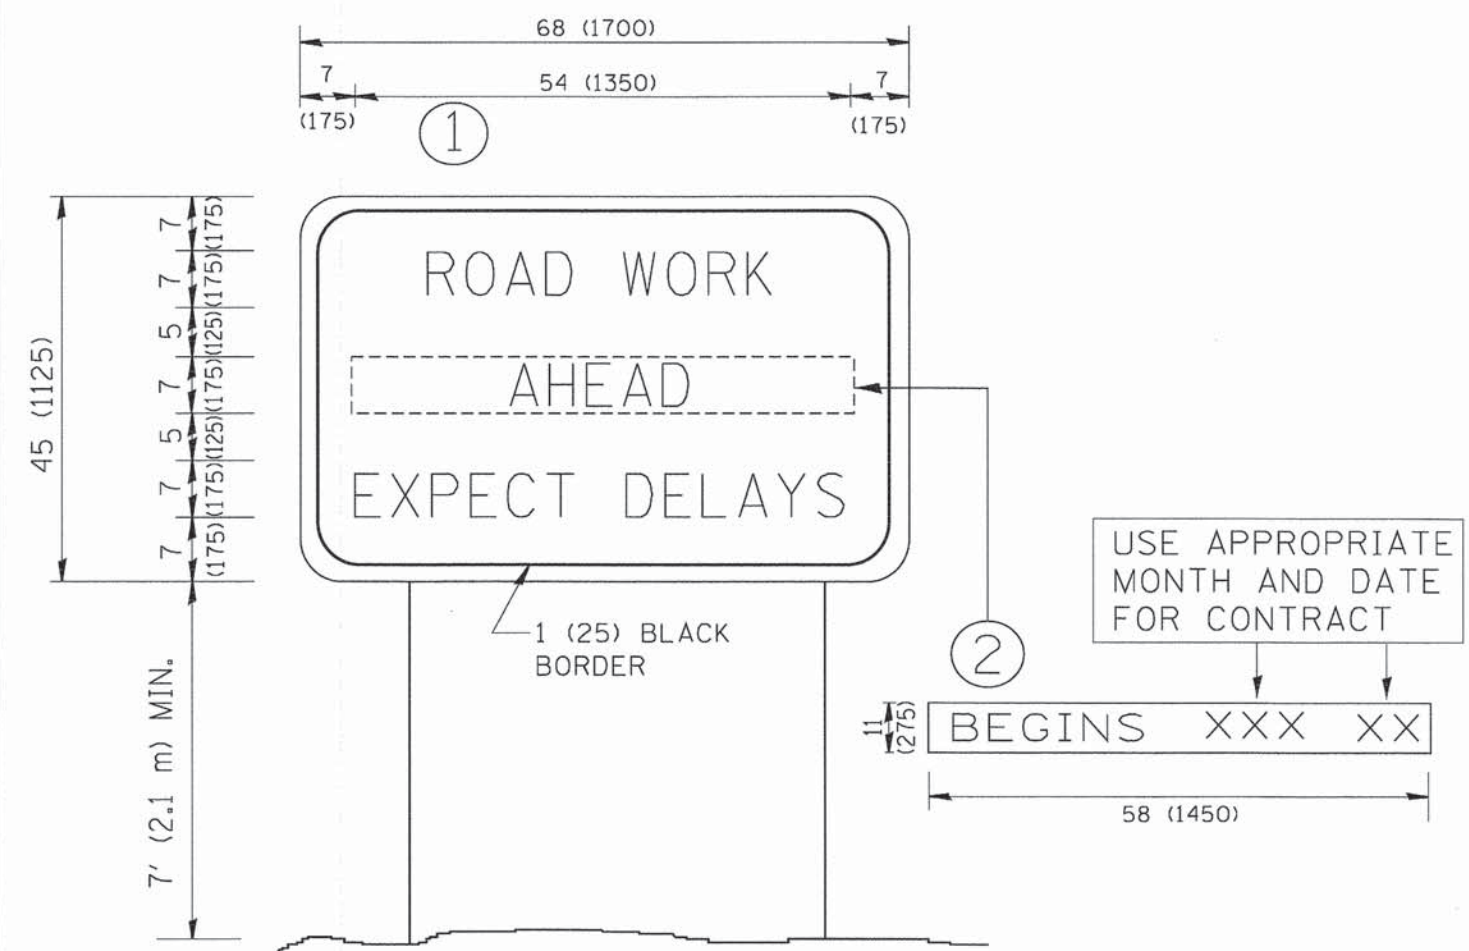 68 (1700)
7
54 (1350)
7
(175)
(175)
1
45 (1125)
7 (175)
7 (175)
5 (125)
7 (175)
5 (125)
7 (175)
7 (175)
ROAD WORK
AHEAD
EXPECT DELAYS
7' (2.1 m) MIN.
1 (25) BLACK
BORDER
2
USE APPROPRIATE
MONTH AND DATE
FOR CONTRACT
11
(275)
BEGINS XXX XX
58 (1450)